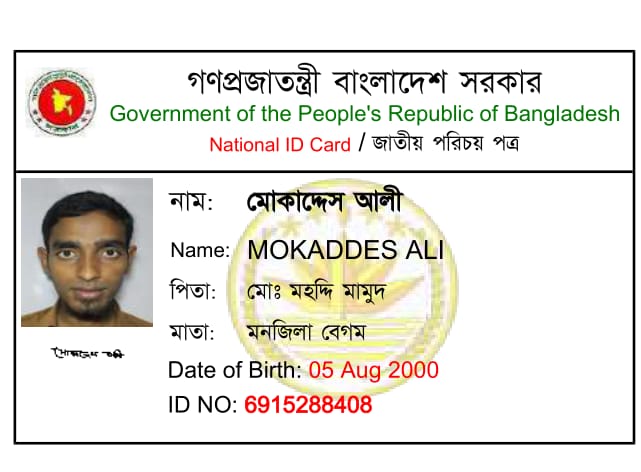 গণপ্রজাতন্ত্রী বাংলাদেশ সরকার
Government of the People's Republic of Bangladesh
National ID Card / জাতীয় পরিচয় পত্র
নাম: মোকাদ্দেস আলী
Name: MOKADDES ALI
পিতা: মোঃ মহদ্দি মামুদ
মাতা: মনজিলা বেগম
Date of Birth: 05 Aug 2000
ID NO: 6915288408